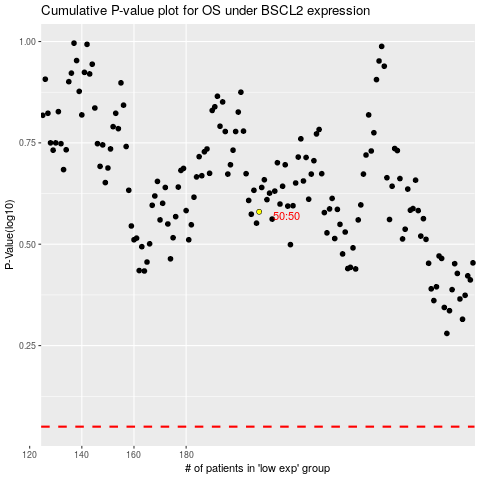 Cumulative P-value plot for OS under BSCL2 expression
P-Value(log10)
1.00
0.75
0.50
0.25
50:50
120 140 160 180
# of patients in 'low exp' group